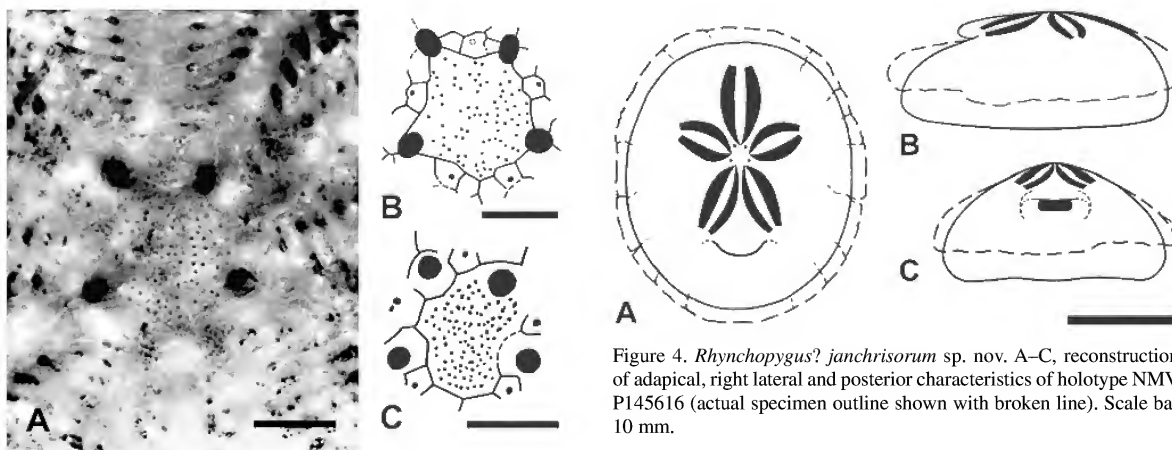 A
B
C
A
B
C
Figure 4. Rhynchopygus? janchrisorum sp. nov. A–C, reconstruction
of adapical, right lateral and posterior characteristics of holotype NMV
P145616 (actual specimen outline shown with broken line). Scale ba
10 mm.